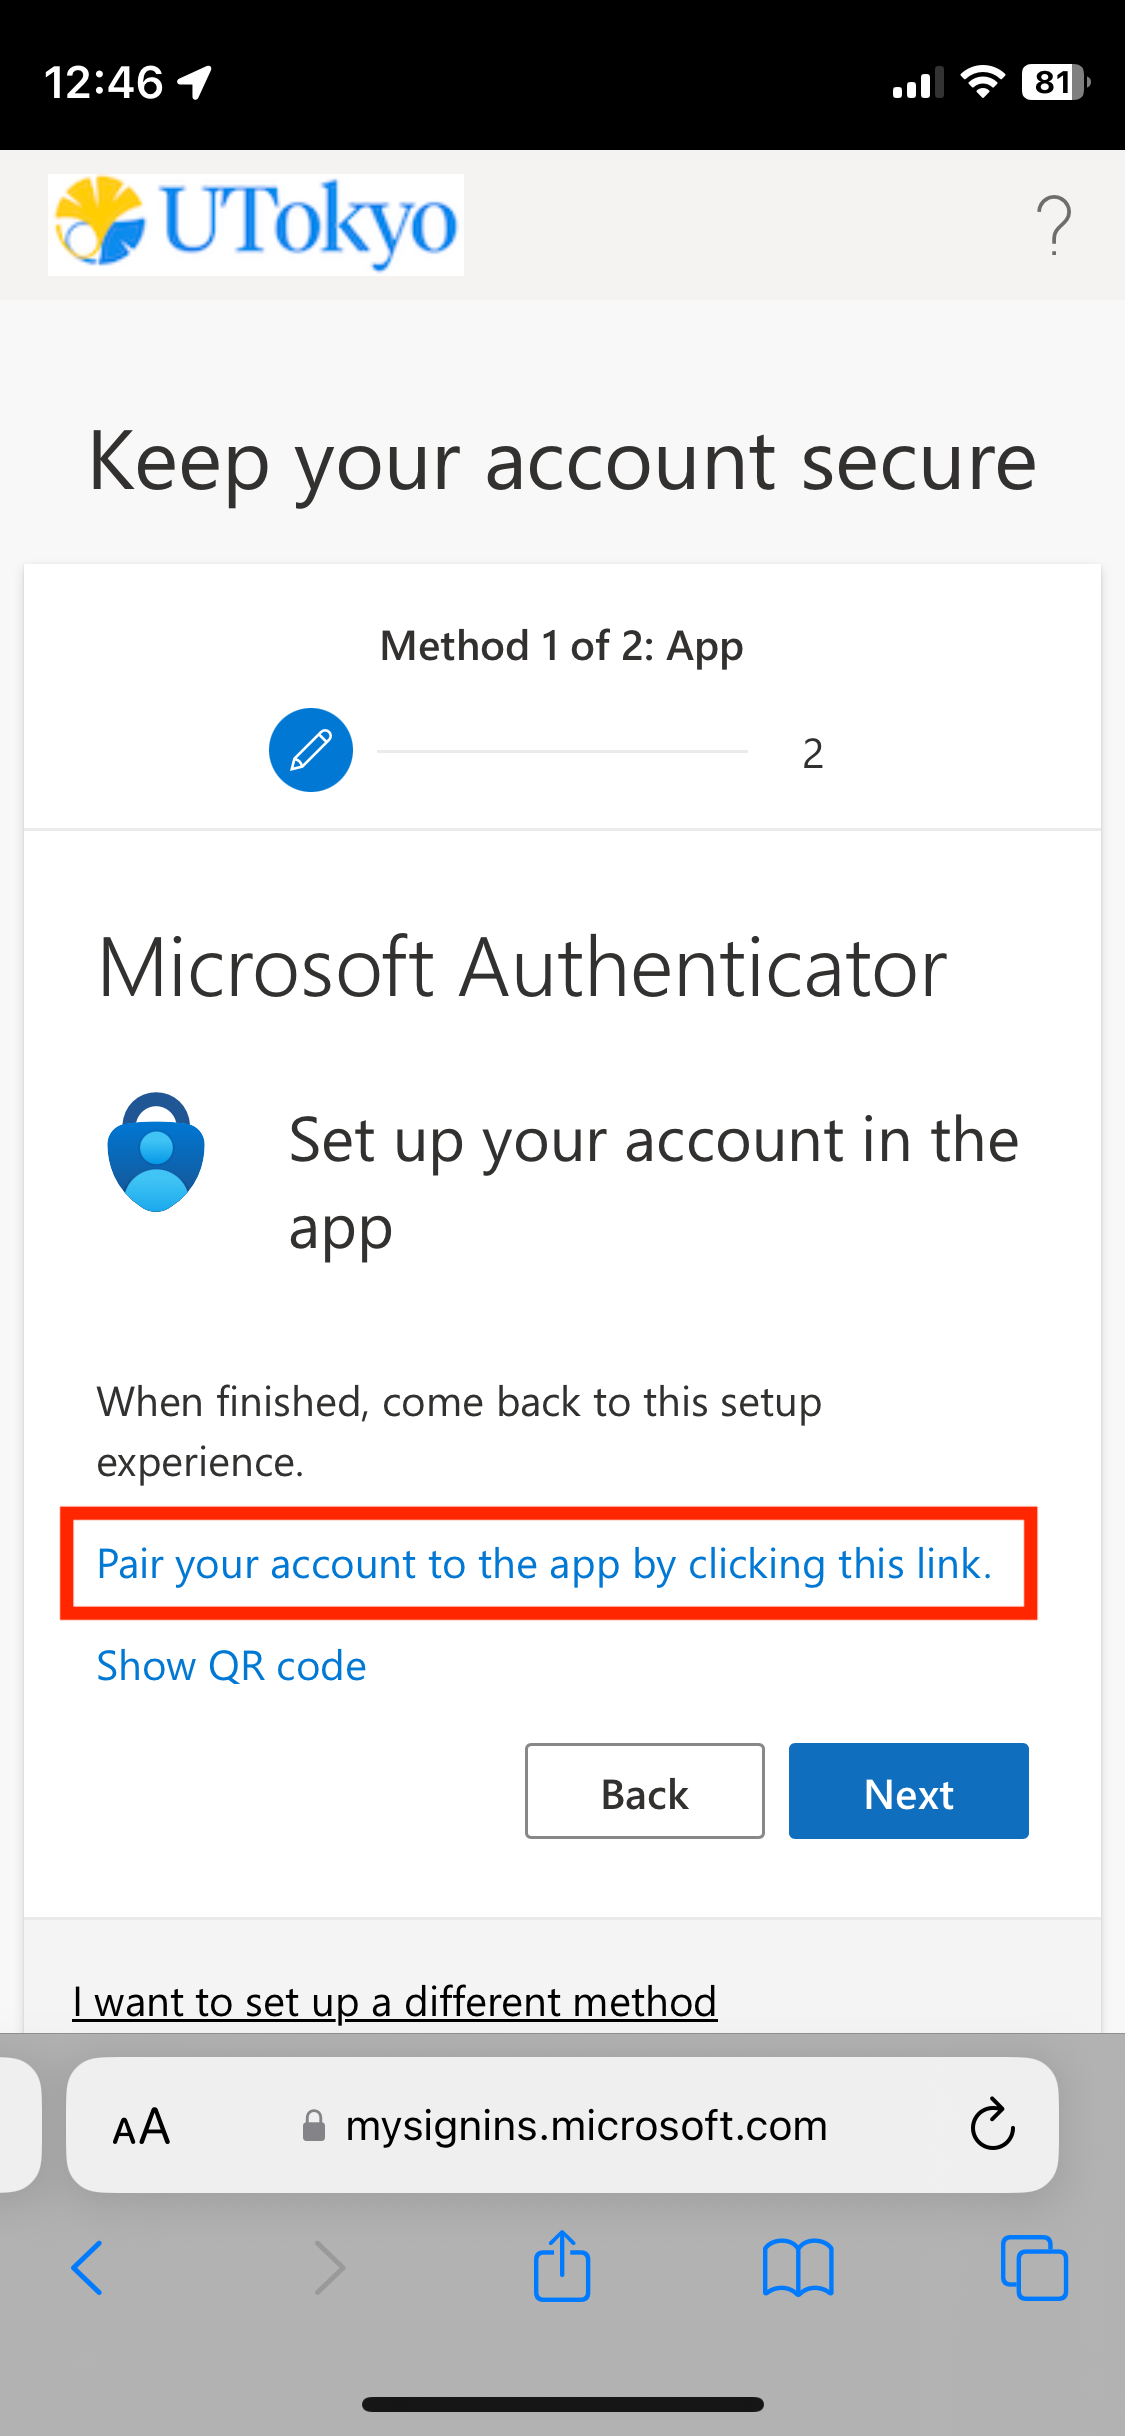 12:46
81
UTokyo
?
Keep your account secure
Method 1 of 2: App
2
Microsoft Authenticator
Set up your account in the
app
When finished, come back to this setup
experience.
Pair your account to the app by clicking this link.
Show QR code
Back
Next
I want to set up a different method
AA
mysignins.microsoft.com